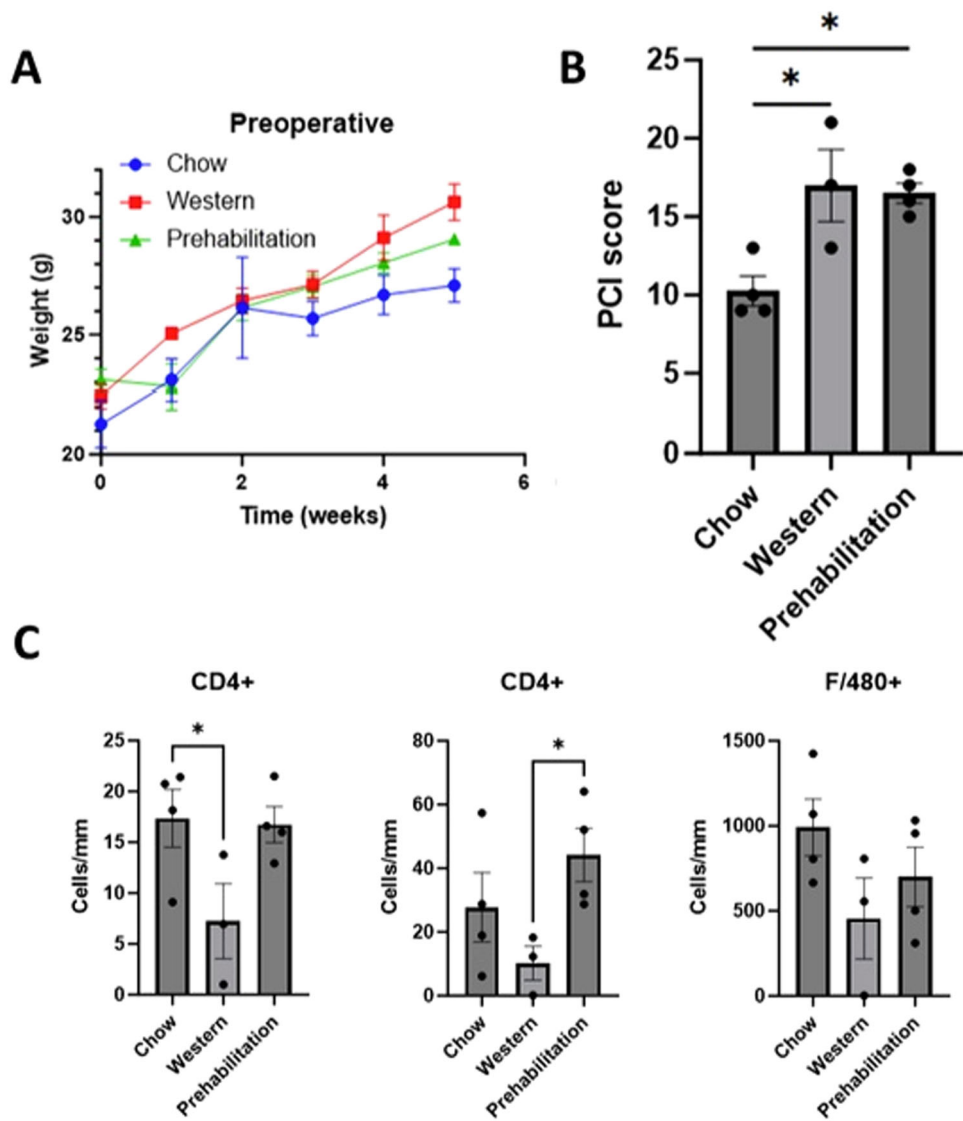 A
Preoperative
Chow
Western
Prehabilitation
Weight (g)
30
25
20
0
2
4
6
Time (weeks)
B
*
*
PCI score
25
20
15
10
5
0
Chow
Western
Prehabilitation
C
CD4+
*
Cells/mm
25
20
15
10
5
0
Chow
Western
Prehabilitation
CD4+
*
Cells/mm
80
60
40
20
0
Chow
Western
Prehabilitation
F/480+
Cells/mm
1500
1000
500
0
Chow
Western
Prehabilitation